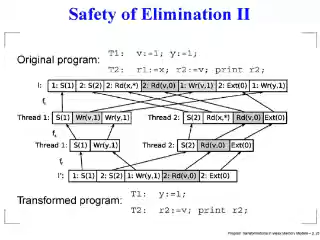 Safety of Elimination II
Original program:
T1: v:=1; y:=1;
T2: r1:=x; r2:=v; print r2;
I: 1: S(1) 2: S(2) 2: Rd(x,*) 2: Rd(v,0) 1: Wr(v,1) 2: Ext(0) 1: Wr(y,1)
Thread 1: S(1) Wr(v,1) Wr(y,1) Thread 2: S(2) Rd(x,*) Rd(v,0) Ext(0)
Thread 1: S(1) Wr(y,1) Thread 2: S(2) Rd(v,0) Ext(0)
I': 1: S(1) 2: S(2) 1: Wr(y,1) 2: Rd(v,0) 2: Ext(0)
Transformed program:
T1: y:=1;
T2: r2:=v; print r2;